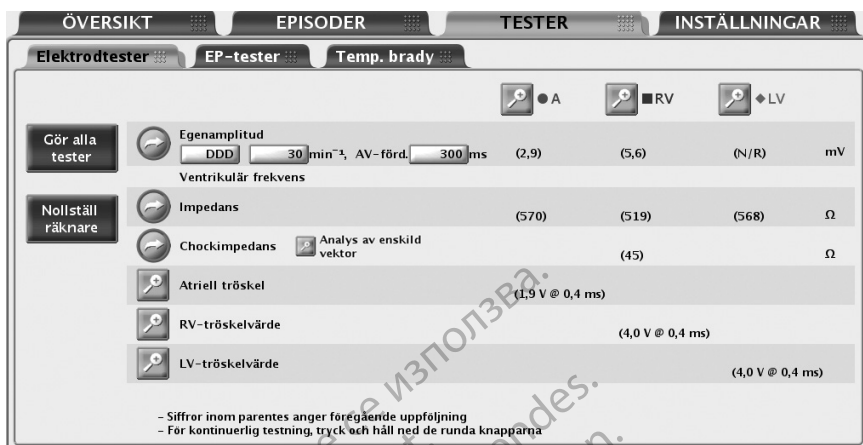 ÖVERSIKT EPISODER TESTER INSTÄLLNINGAR
Elektrodtester EP-tester Temp. brady
A RV LV
Gör alla tester
Egenamplitud
DDD 30 min⁻¹, AV-förd. 300 ms (2,9) (5,6) (N/R) mV
Ventrikulär frekvens
Nollställ räknare
Impedans (570) (519) (568) Ω
Chockimpedans Analys av enskild vektor (45) Ω
Atriell tröskel (1,9 V @ 0,4 ms)
RV-tröskelvärde (4,0 V @ 0,4 ms)
LV-tröskelvärde (4,0 V @ 0,4 ms)
- Siffror inom parentes anger föregående uppföljning
- För kontinuerlig testning, tryck och håll ned de runda knapparna
се използва.